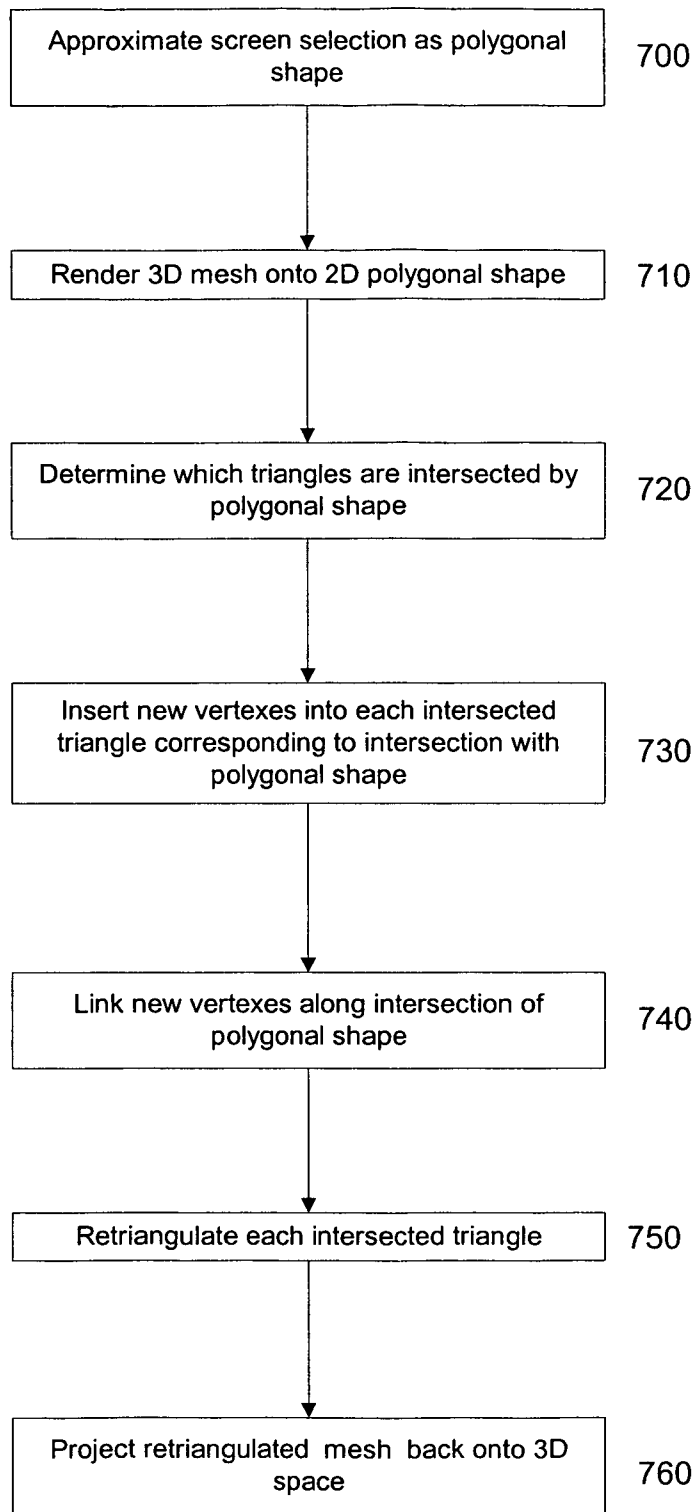 Approximate screen selection as polygonal
shape
700
Render 3D mesh onto 2D polygonal shape
710
Determine which triangles are intersected by
polygonal shape
720
Insert new vertexes into each intersected
triangle corresponding to intersection with
polygonal shape
730
Link new vertexes along intersection of
polygonal shape
740
Retriangulate each intersected triangle
750
Project retriangulated mesh back onto 3D
space
760